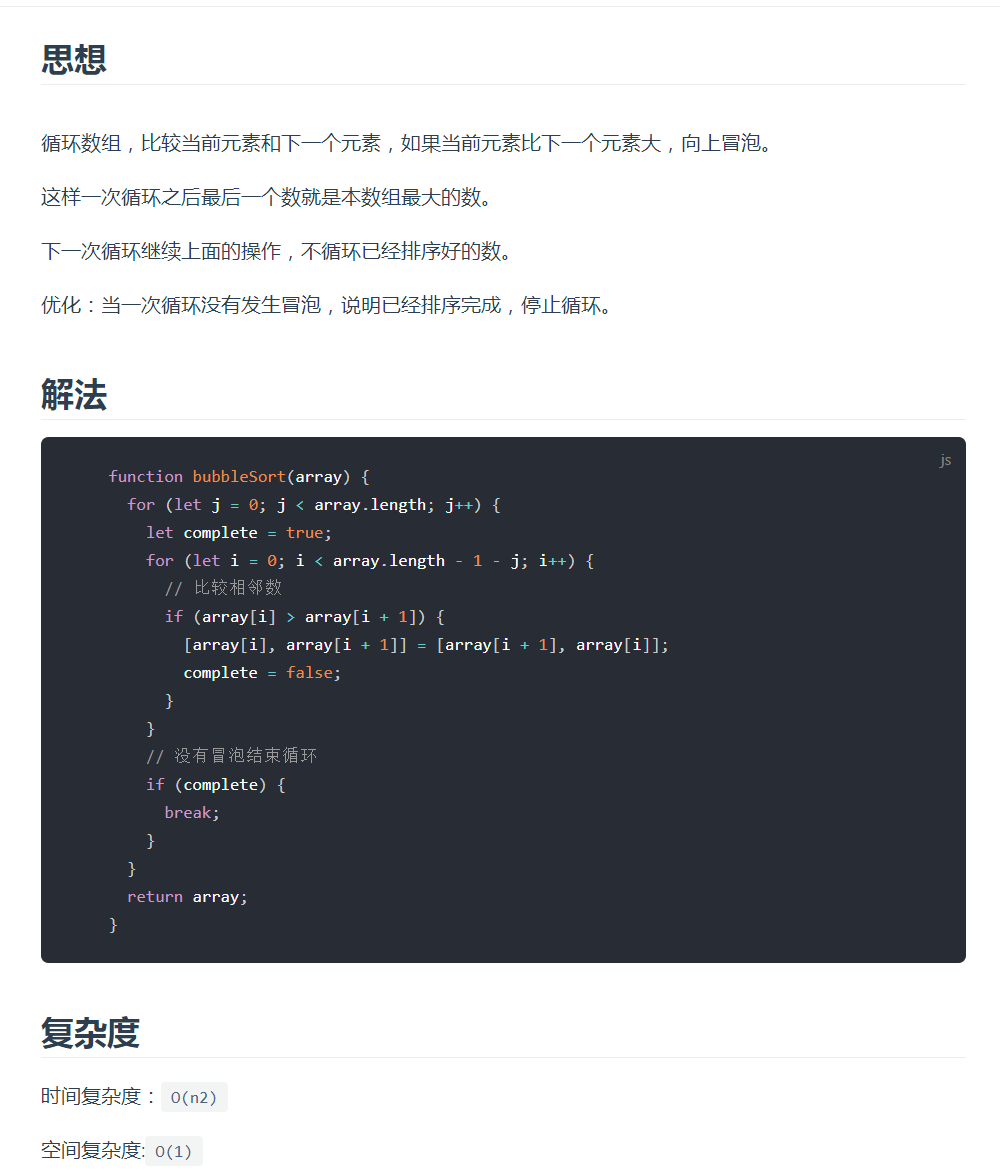 思想
循环数组，比较当前元素和下一个元素，如果当前元素比下一个元素大，向上冒泡。
这样一次循环之后最后一个数就是本数组最大的数。
下一次循环继续上面的操作，不循环已经排序好的数。
优化：当一次循环没有发生冒泡，说明已经排序完成，停止循环。
解法
js
function bubbleSort(array) {
  for (let j = 0; j < array.length; j++) {
    let complete = true;
    for (let i = 0; i < array.length - 1 - j; i++) {
      // 比较相邻数
      if (array[i] > array[i + 1]) {
        [array[i], array[i + 1]] = [array[i + 1], array[i]];
        complete = false;
      }
    }
    // 没有冒泡结束循环
    if (complete) {
      break;
    }
  }
  return array;
}
复杂度
时间复杂度：O(n2)
空间复杂度:O(1)